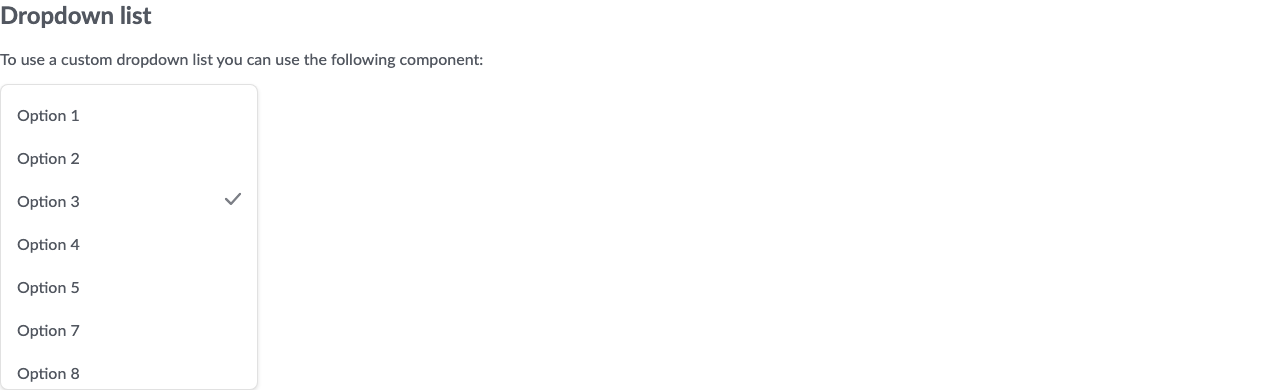 Dropdown list
To use a custom dropdown list you can use the following component:
Option 1
Option 2
Option 3
Option 4
Option 5
Option 7
Option 8